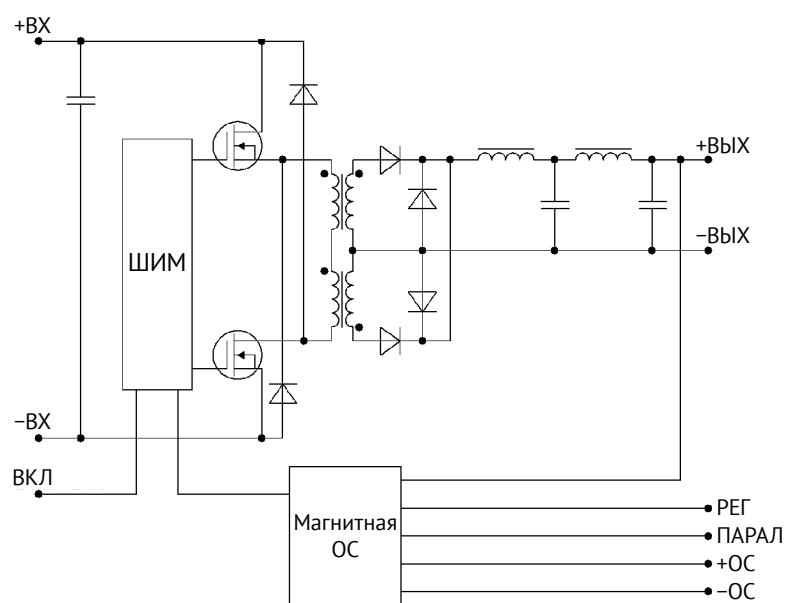 +ВХ
+ВЫХ
−ВЫХ
ШИМ
−ВХ
ВКЛ
Магнитная
ОС
РЕГ
ПАРАЛ
+ОС
−ОС